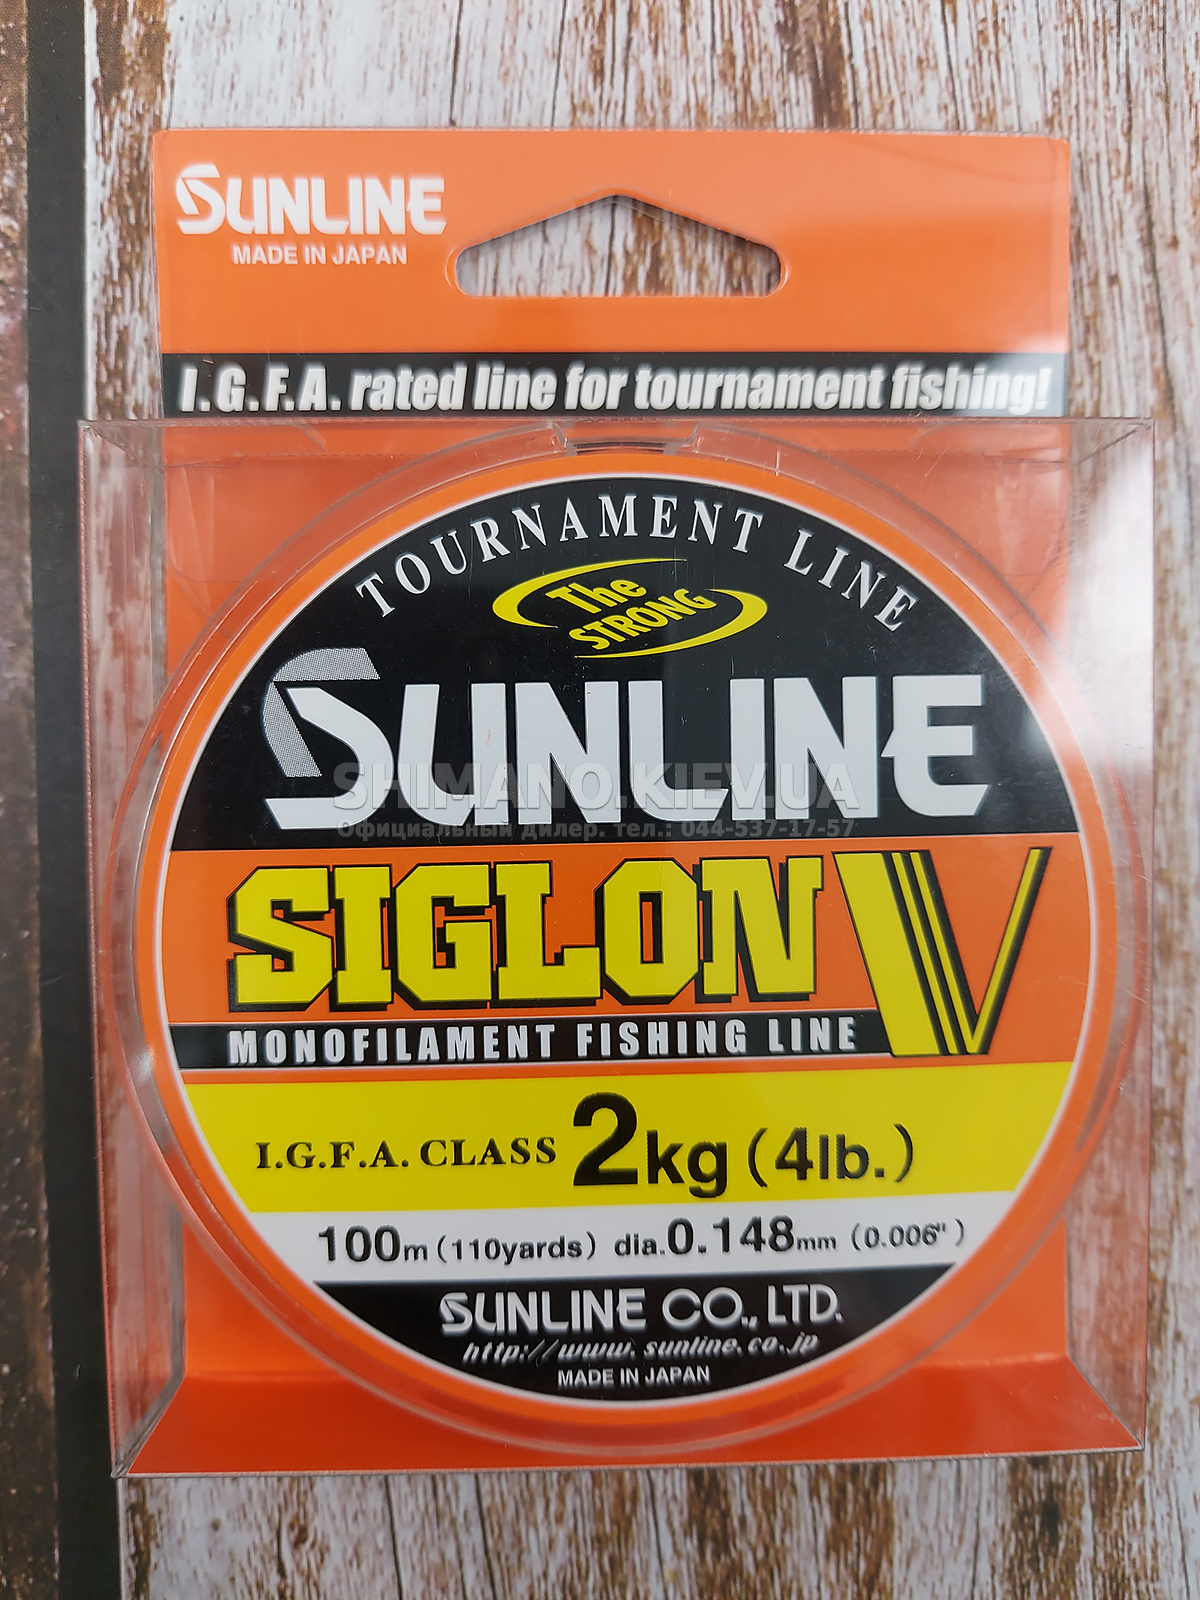 SUNLINE
MADE IN JAPAN
I.G.F.A. rated line for tournament fishing!
TOURNAMENT LINE
The
STRONG
SUNLINE
SHIMANO.KIEV.UA
Официальный дилер. тел.: 044-537-17-57
SIGLON V
MONOFILAMENT FISHING LINE
I.G.F.A. CLASS 2kg (4lb.)
100m (110yards) dia.0.148mm (0.006")
SUNLINE CO., LTD.
http://www.sunline.co.jp
MADE IN JAPAN